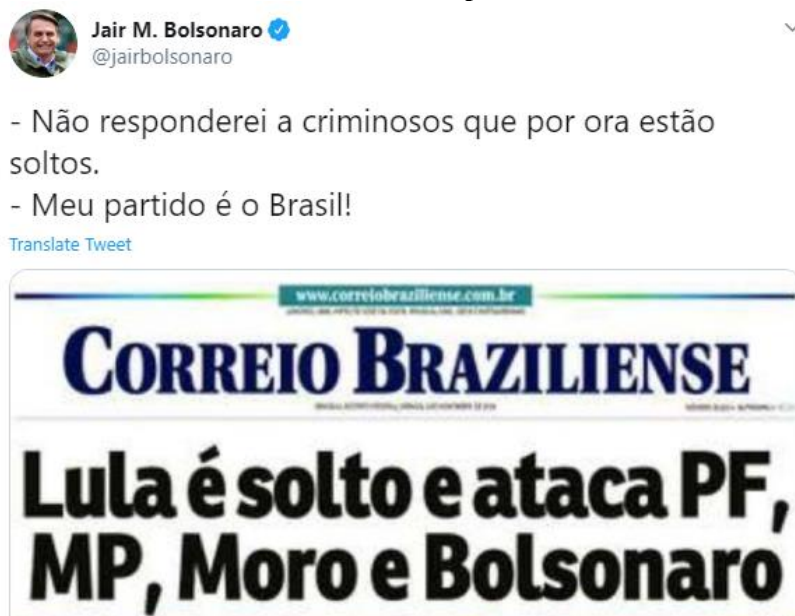 Jair M. Bolsonaro
@jairbolsonaro
- Não responderei a criminosos que por ora estão
soltos.
- Meu partido é o Brasil!
Translate Tweet
www.correiobraziliense.com.br
CORREIO BRAZILIENSE
Lula é solto e ataca PF,
MP, Moro e Bolsonaro